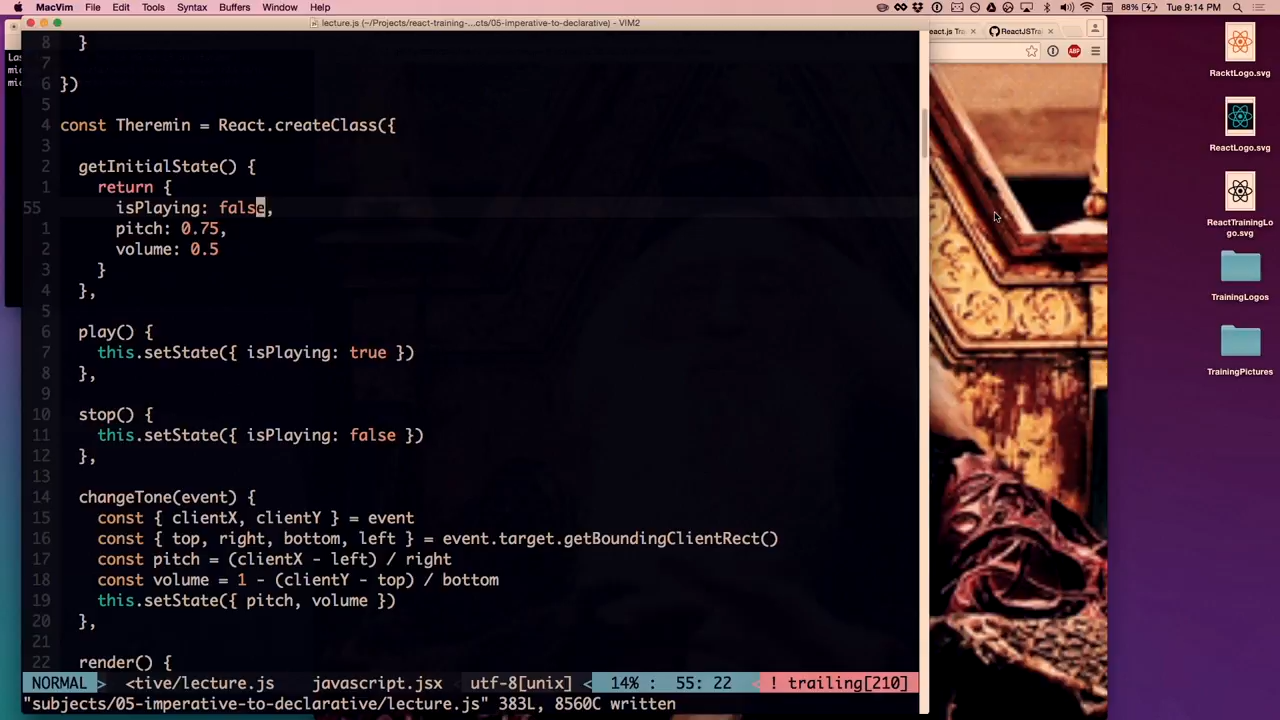 MacVim File Edit Tools Syntax Buffers Window Help 88% Tue 9:14 PM
lecture.js (~/Projects/react-training-...cts/05-imperative-to-declarative) - VIM2
ReactJSTrai
8 }
7
6 })
5
4 const Theremin = React.createClass({
3
2 getInitialState() {
1 return {
55 isPlaying: false,
1 pitch: 0.75,
2 volume: 0.5
3 }
4 },
5
6 play() {
7 this.setState({ isPlaying: true })
8 },
9
10 stop() {
11 this.setState({ isPlaying: false })
12 },
13
14 changeTone(event) {
15 const { clientX, clientY } = event
16 const { top, right, bottom, left } = event.target.getBoundingClientRect()
17 const pitch = (clientX - left) / right
18 const volume = 1 - (clientY - top) / bottom
19 this.setState({ pitch, volume })
20 },
21
22 render() {
NORMAL > <tive/lecture.js javascript.jsx utf-8[unix] < 14% : 55: 22 < ! trailing[210]
"subjects/05-imperative-to-declarative/lecture.js" 383L, 8560C written
RacktLogo.svg
ReactLogo.svg
ReactTrainingLo
go.svg
TrainingLogos
TrainingPictures
ABP